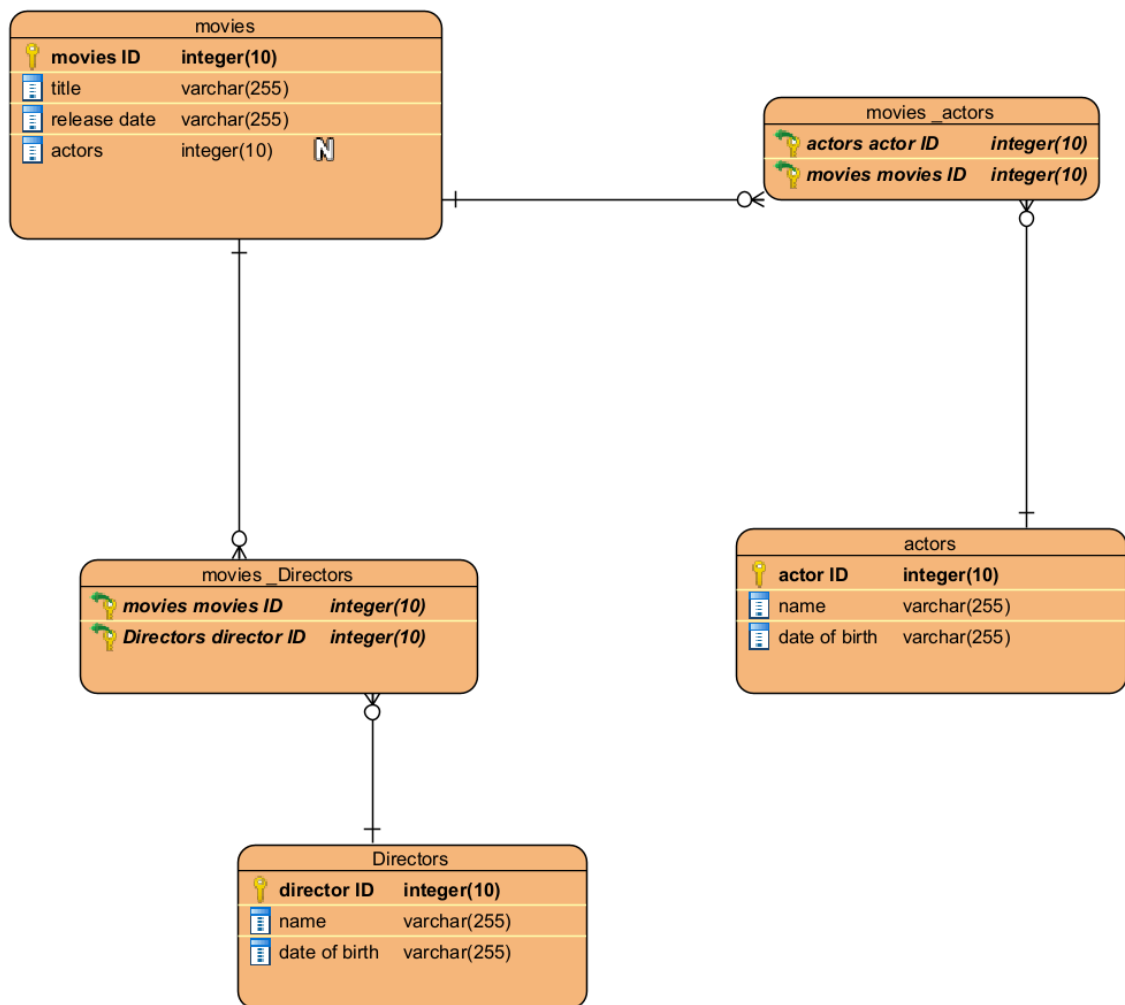 movies
movies ID integer(10)
title varchar(255)
release date varchar(255)
actors integer(10) N
movies _actors
actors actor ID integer(10)
movies movies ID integer(10)
movies _Directors
movies movies ID integer(10)
Directors director ID integer(10)
actors
actor ID integer(10)
name varchar(255)
date of birth varchar(255)
Directors
director ID integer(10)
name varchar(255)
date of birth varchar(255)